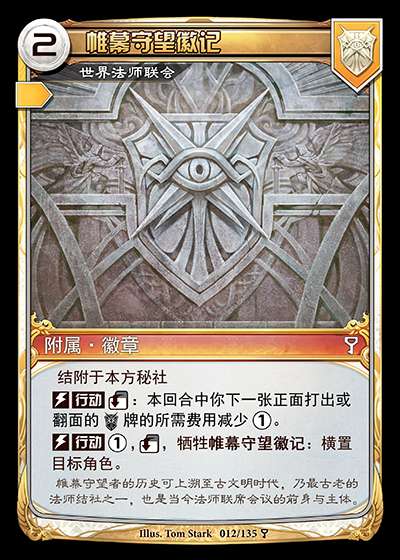 2
帷幕守望徽记
世界法师联合
附属·徽章
结附于本方秘社
行动：本回合中你下一张正面打出或
翻面的牌的所需费用减少①。
行动①，，牺牲帷幕守望徽记：横置
目标角色。
帷幕守望者的历史可上溯至古文明时代，乃最古老的
法师结社之一，也是当今法师联席会议的前身与主体。
Illus. Tom Stark 012/135